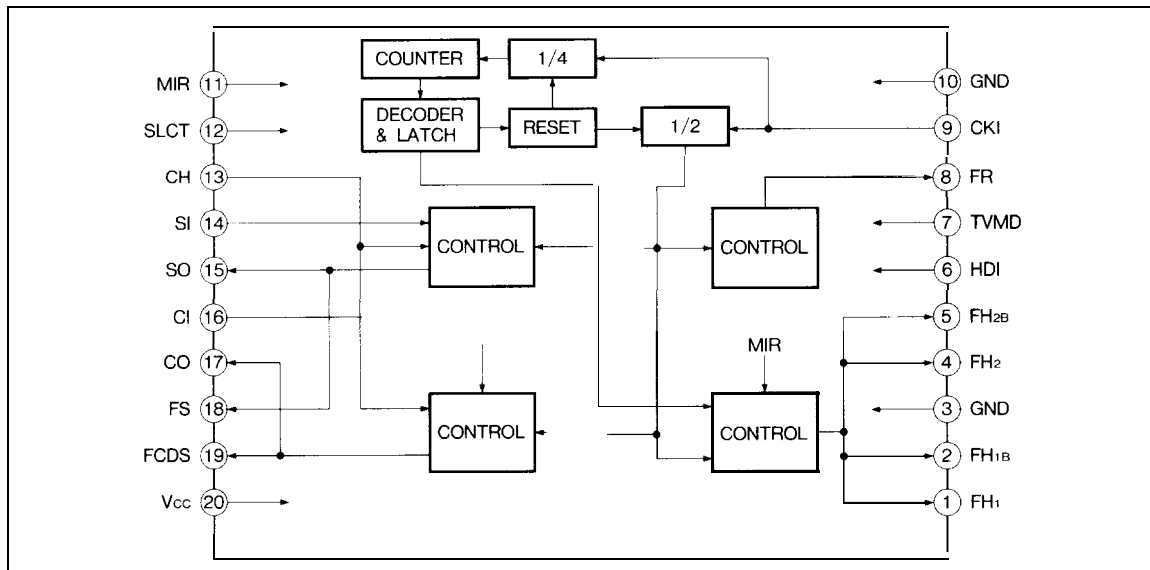 COUNTER
1/4
MIR 11
10 GND
DECODER
& LATCH
RESET
1/2
SLCT 12
9 CKI
CH 13
8 FR
SI 14
7 TVMD
CONTROL
CONTROL
SO 15
6 HDI
CI 16
5 FH2B
MIR
CO 17
4 FH2
FS 18
3 GND
CONTROL
CONTROL
FCDS 19
2 FH1B
Vcc 20
1 FH1